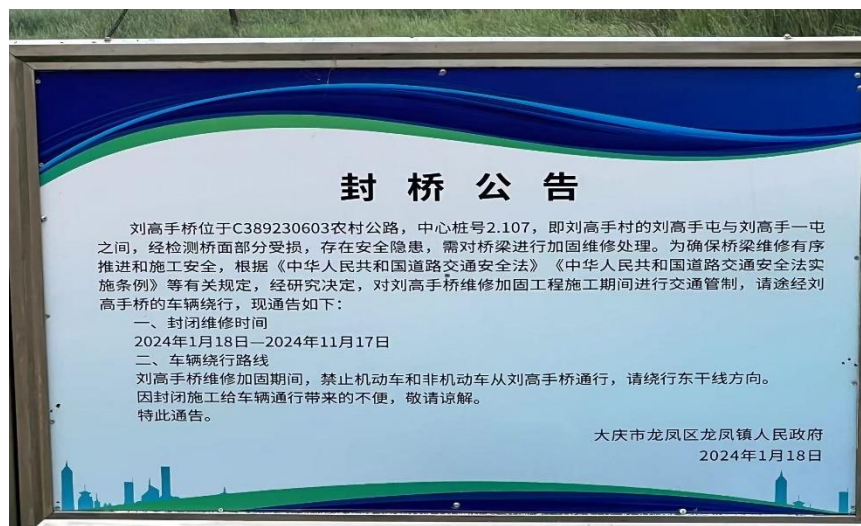 封桥公告
刘高手桥位于C389230603农村公路，中心桩号2.107，即刘高手村的刘高手屯与刘高手一屯
之间，经检测桥面部分受损，存在安全隐患，需对桥梁进行加固维修处理。为确保桥梁维修有序
推进和施工安全，根据《中华人民共和国道路交通安全法》《中华人民共和国道路交通安全法实
施条例》等有关规定，经研究决定，对刘高手桥维修加固工程施工期间进行交通管制，请途经刘
高手桥的车辆绕行，现通告如下：
一、封闭维修时间
2024年1月18日—2024年11月17日
二、车辆绕行路线
刘高手桥维修加固期间，禁止机动车和非机动车从刘高手桥通行，请绕行东干线方向。
因封闭施工给车辆通行带来的不便，敬请谅解。
特此通告。
大庆市龙凤区龙凤镇人民政府
2024年1月18日